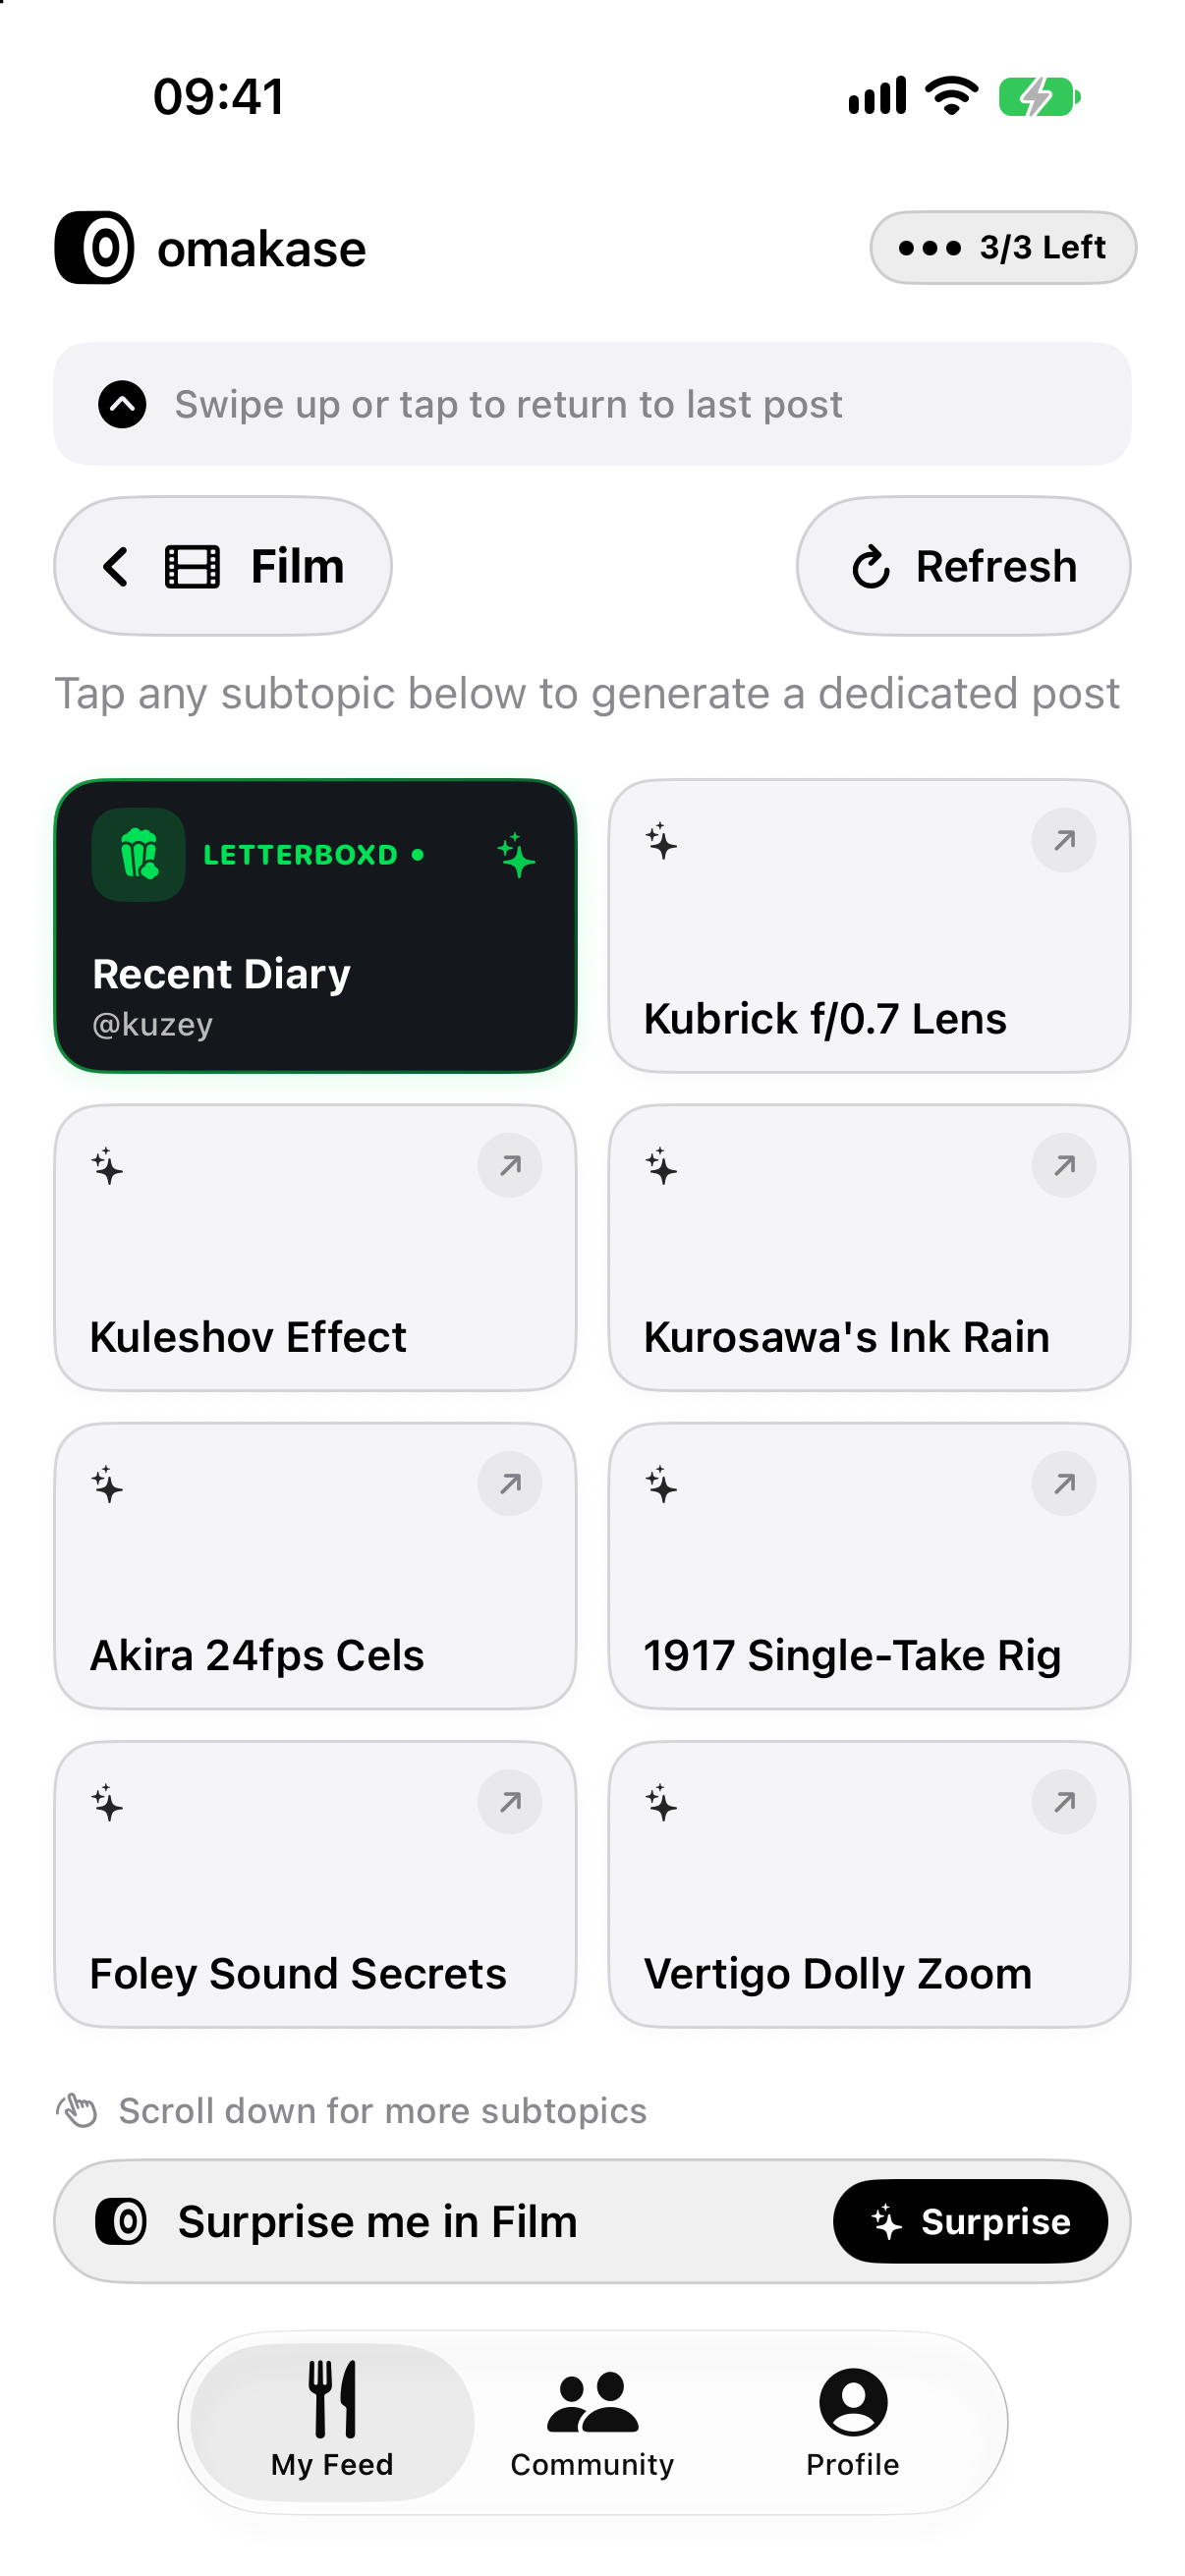 09:41
omakase
3/3 Left
Swipe up or tap to return to last post
Film
Refresh
Tap any subtopic below to generate a dedicated post
LETTERBOXD •
Recent Diary
@kuzey
Kubrick f/0.7 Lens
Kuleshov Effect
Kurosawa's Ink Rain
Akira 24fps Cels
1917 Single-Take Rig
Foley Sound Secrets
Vertigo Dolly Zoom
Scroll down for more subtopics
Surprise me in Film
Surprise
My Feed
Community
Profile